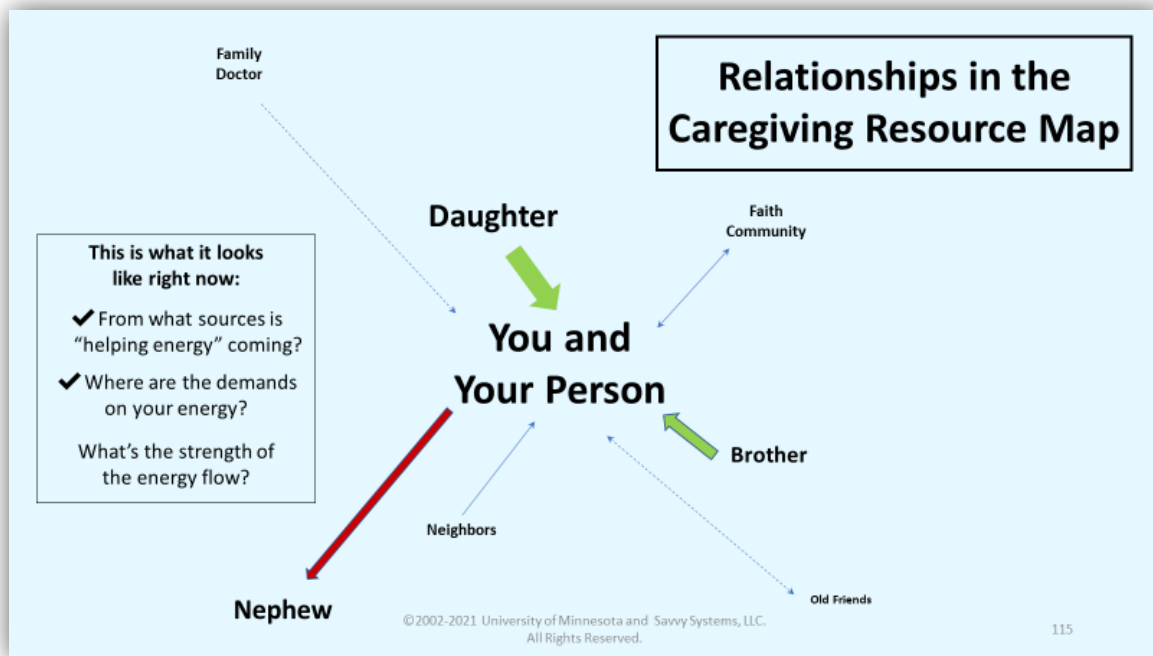 Family
Doctor
Relationships in the
Caregiving Resource Map
Daughter
Faith
Community
This is what it looks
like right now:
✔ From what sources is
“helping energy” coming?
✔ Where are the demands
on your energy?
What’s the strength of
the energy flow?
You and
Your Person
Brother
Neighbors
Nephew
Old Friends
©2002-2021 University of Minnesota and Savvy Systems, LLC.
All Rights Reserved.
115